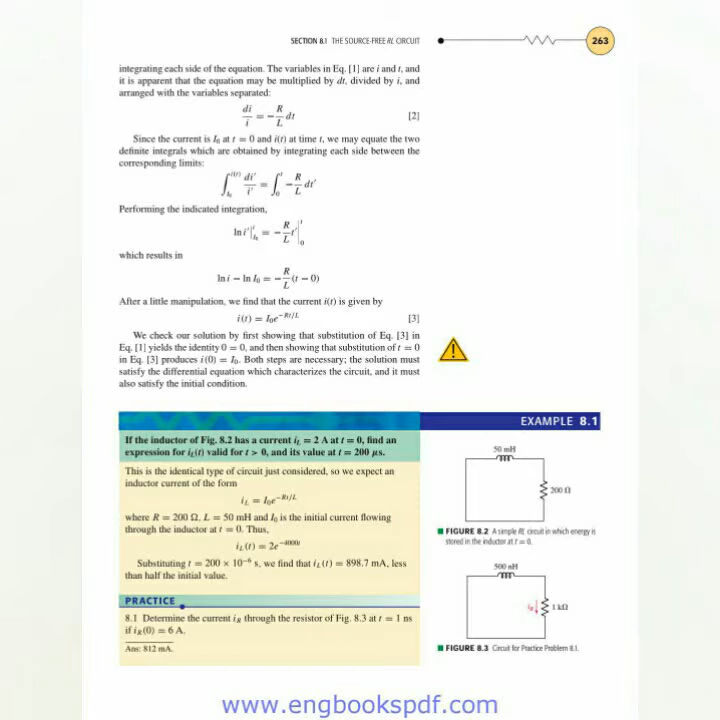 SECTION 8.1 THE SOURCE-FREE RL CIRCUIT
263
integrating each side of the equation. The variables in Eq. [1] are i and t, and
it is apparent that the equation may be multiplied by dt, divided by i, and
arranged with the variables separated:
di/i = −R/L dt [2]
Since the current is I₀ at t = 0 and i(t) at time t, we may equate the two
definite integrals which are obtained by integrating each side between the
corresponding limits:
∫_{I₀}^{i(t)} di′/i′ = ∫_0^t −R/L dt′
Performing the indicated integration,
ln i′|_{I₀}^{i} = −R/L t′|_0^t
which results in
ln i − ln I₀ = −R/L (t − 0)
After a little manipulation, we find that the current i(t) is given by
i(t) = I₀e^{−Rt/L} [3]
We check our solution by first showing that substitution of Eq. [3] in
Eq. [1] yields the identity 0 = 0, and then showing that substitution of t = 0
in Eq. [3] produces i(0) = I₀. Both steps are necessary; the solution must
satisfy the differential equation which characterizes the circuit, and it must
also satisfy the initial condition.
EXAMPLE 8.1
If the inductor of Fig. 8.2 has a current i_L = 2 A at t = 0, find an
expression for i_L(t) valid for t > 0, and its value at t = 200 μs.
This is the identical type of circuit just considered, so we expect an
inductor current of the form
i_L = I₀e^{−Rt/L}
where R = 200 Ω, L = 50 mH and I₀ is the initial current flowing
through the inductor at t = 0. Thus,
i_L(t) = 2e^{−4000t}
Substituting t = 200 × 10⁻⁶ s, we find that i_L(t) = 898.7 mA, less
than half the initial value.
PRACTICE
8.1 Determine the current i_R through the resistor of Fig. 8.3 at t = 1 ns
if i_R(0) = 6 A.
Ans: 812 mA.
50 mH
200 Ω
FIGURE 8.2 A simple RL circuit in which energy is
stored in the inductor at t = 0.
500 nH
i_R
1 kΩ
FIGURE 8.3 Circuit for Practice Problem 8.1.
www.engbookspdf.com